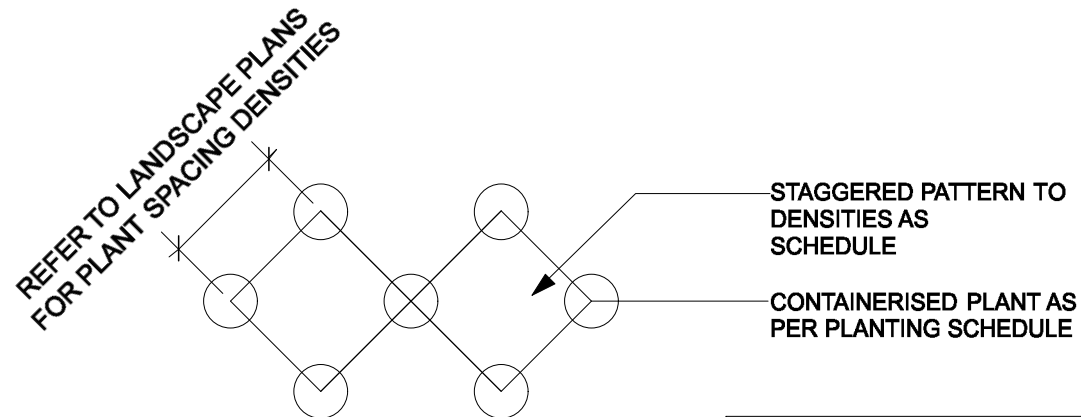 REFER TO LANDSCAPE PLANS
FOR PLANT SPACING DENSITIES
STAGGERED PATTERN TO
DENSITIES AS
SCHEDULE
CONTAINERISED PLANT AS
PER PLANTING SCHEDULE